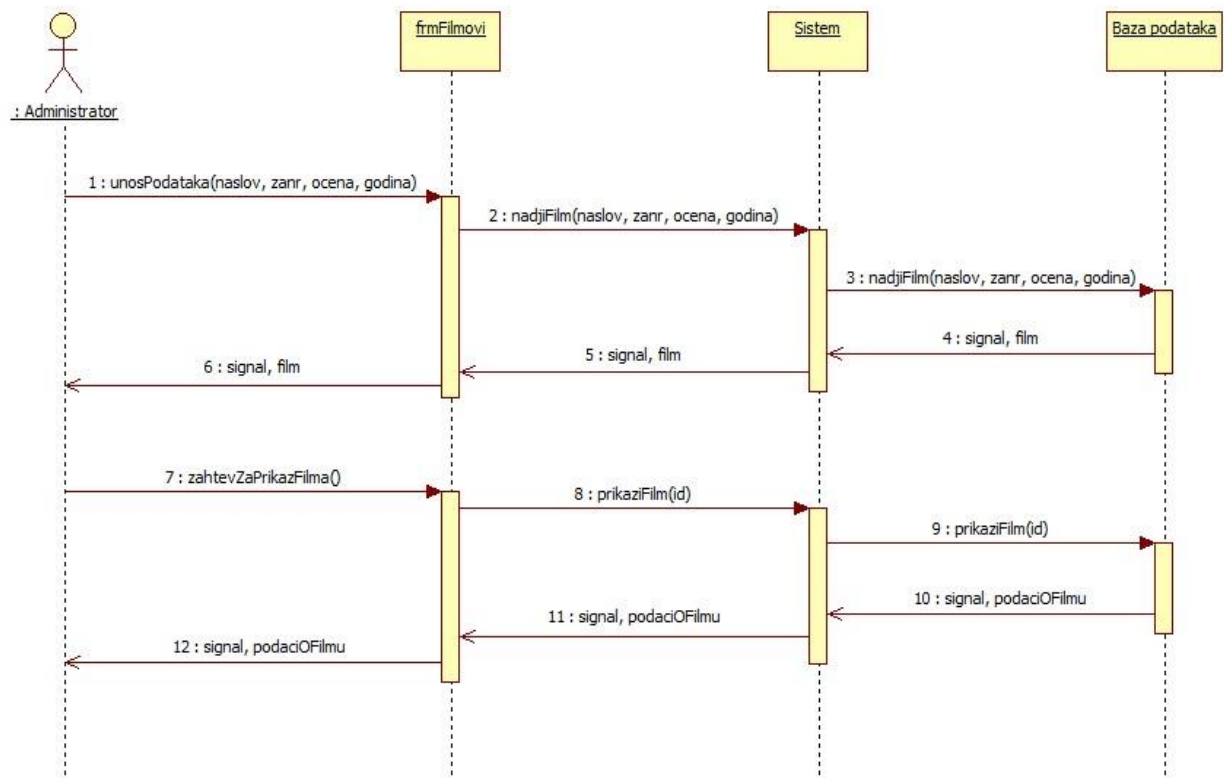 frmFilmovi
Sistem
Baza podataka
: Administrator
1 : unosPodataka(naslov, zanr, ocena, godina)
2 : nadjiFilm(naslov, zanr, ocena, godina)
3 : nadjiFilm(naslov, zanr, ocena, godina)
4 : signal, film
5 : signal, film
6 : signal, film
7 : zahtevZaPrikazFilma()
8 : prikaziFilm(id)
9 : prikaziFilm(id)
10 : signal, podaciOFilmu
11 : signal, podaciOFilmu
12 : signal, podaciOFilmu